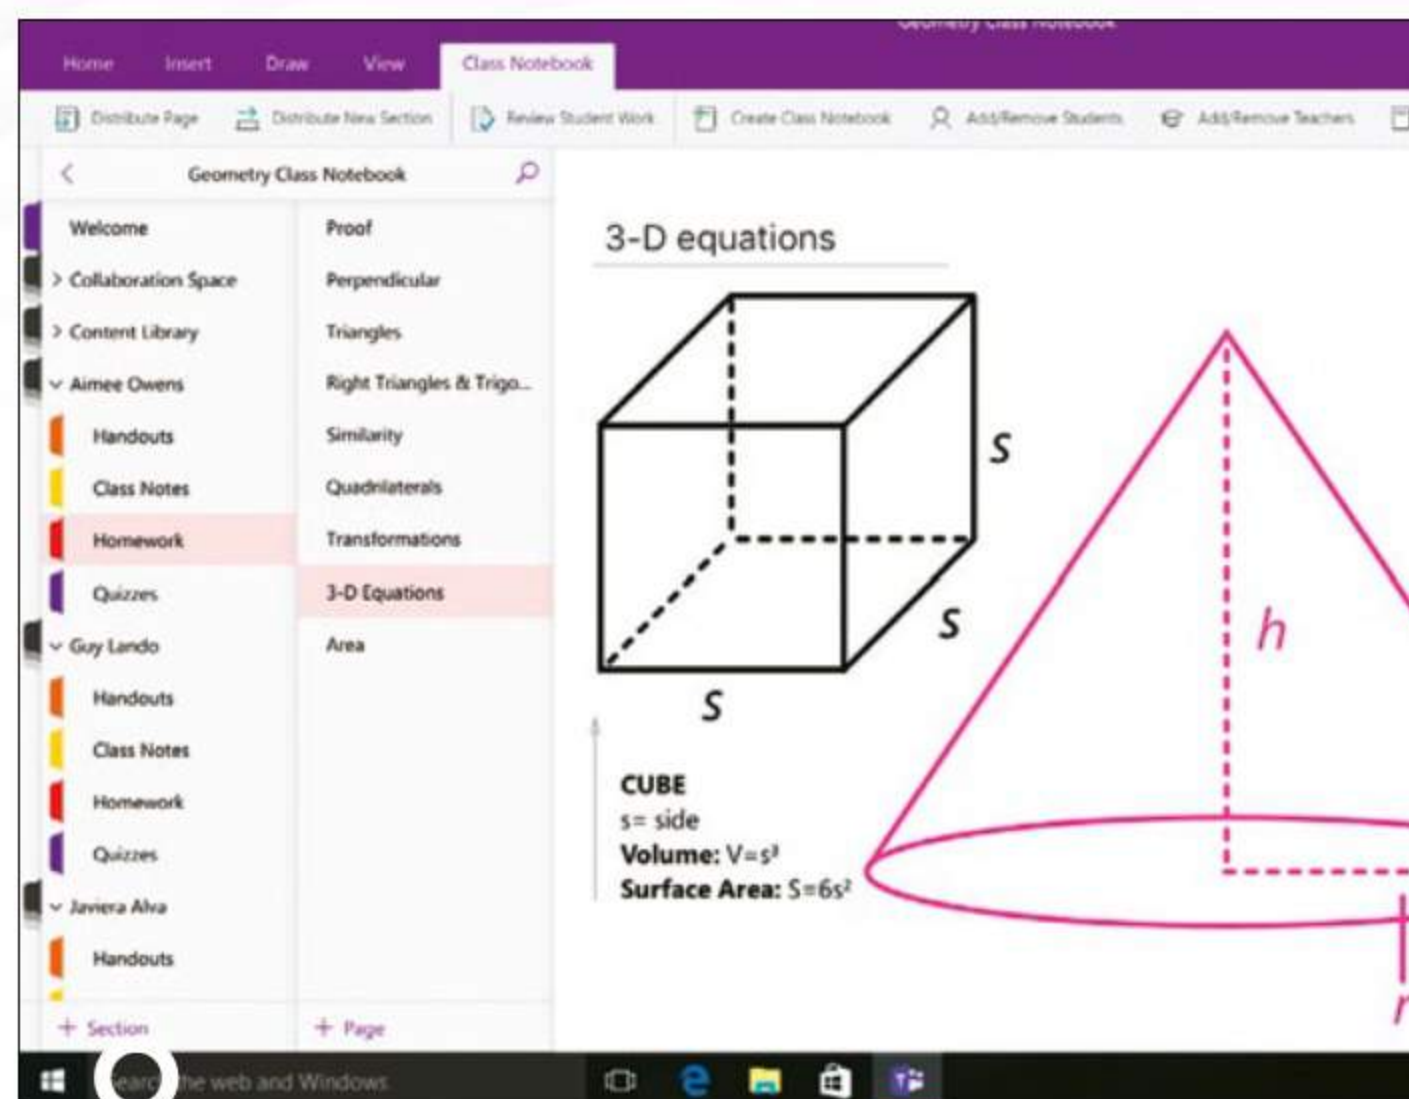 Geometry Class Notebook
Home Insert Draw View Class Notebook
Distribute Page Distribute New Section Review Student Work Create Class Notebook Add/Remove Students Add/Remove Teachers
Geometry Class Notebook
Welcome
Collaboration Space
Content Library
Aimee Owens
Handouts
Class Notes
Homework
Quizzes
Guy Lando
Handouts
Class Notes
Homework
Quizzes
Javiera Alva
Handouts
+ Section
Proof
Perpendicular
Triangles
Right Triangles & Trigo...
Similarity
Quadrilaterals
Transformations
3-D Equations
Area
+ Page
3-D equations
s
s
s
h
r
CUBE
s= side
Volume: V=s³
Surface Area: S=6s²
the web and Windows